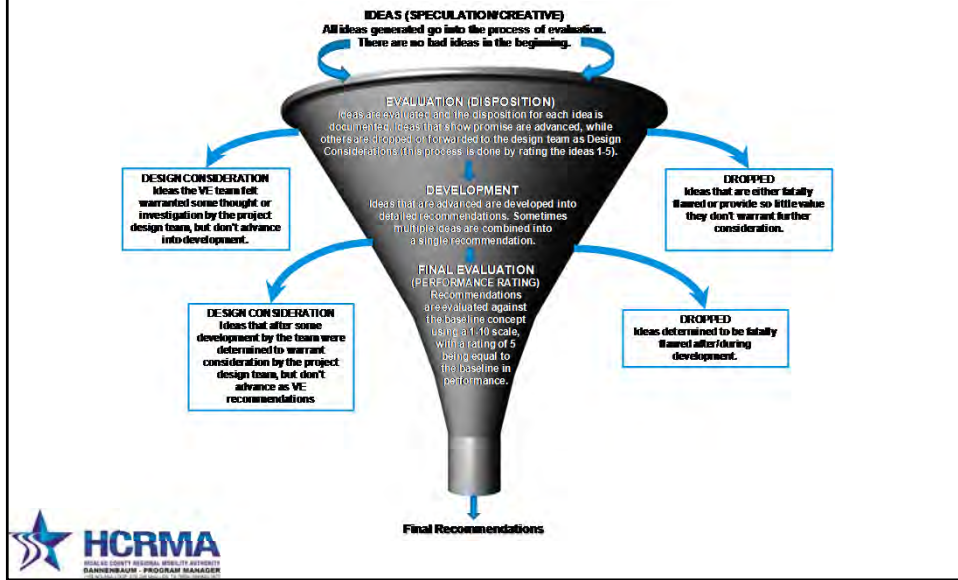 IDEAS (SPECULATION/CREATIVE)
All ideas generated go into the process of evaluation.
There are no bad ideas in the beginning.
EVALUATION (DISPOSITION)
Ideas are evaluated and the disposition for each idea is
documented. Ideas that show promise are advanced, while
others are dropped or forwarded to the design team as Design
Considerations (this process is done by rating the ideas 1-5).
DESIGN CONSIDERATION
Ideas the VE team felt
warranted some thought or
investigation by the project
design team, but don't advance
into development.
DROPPED
Ideas that are either fatally
flawed or provide so little value
they don't warrant further
consideration.
DEVELOPMENT
Ideas that are advanced are developed into
detailed recommendations. Sometimes
multiple ideas are combined into
a single recommendation.
FINAL EVALUATION
(PERFORMANCE RATING)
Recommendations
are evaluated against
the baseline concept
using a 1-10 scale,
with a rating of 5
being equal to
the baseline in
performance.
DESIGN CONSIDERATION
Ideas that after some
development by the team were
determined to warrant
consideration by the project
design team, but don't
advance as VE
recommendations
DROPPED
Ideas determined to be fatally
flawed after/during
development.
Final Recommendations
HCRMA
HIDALGO COUNTY REGIONAL MOBILITY AUTHORITY
DANNENBAUM - PROGRAM MANAGER